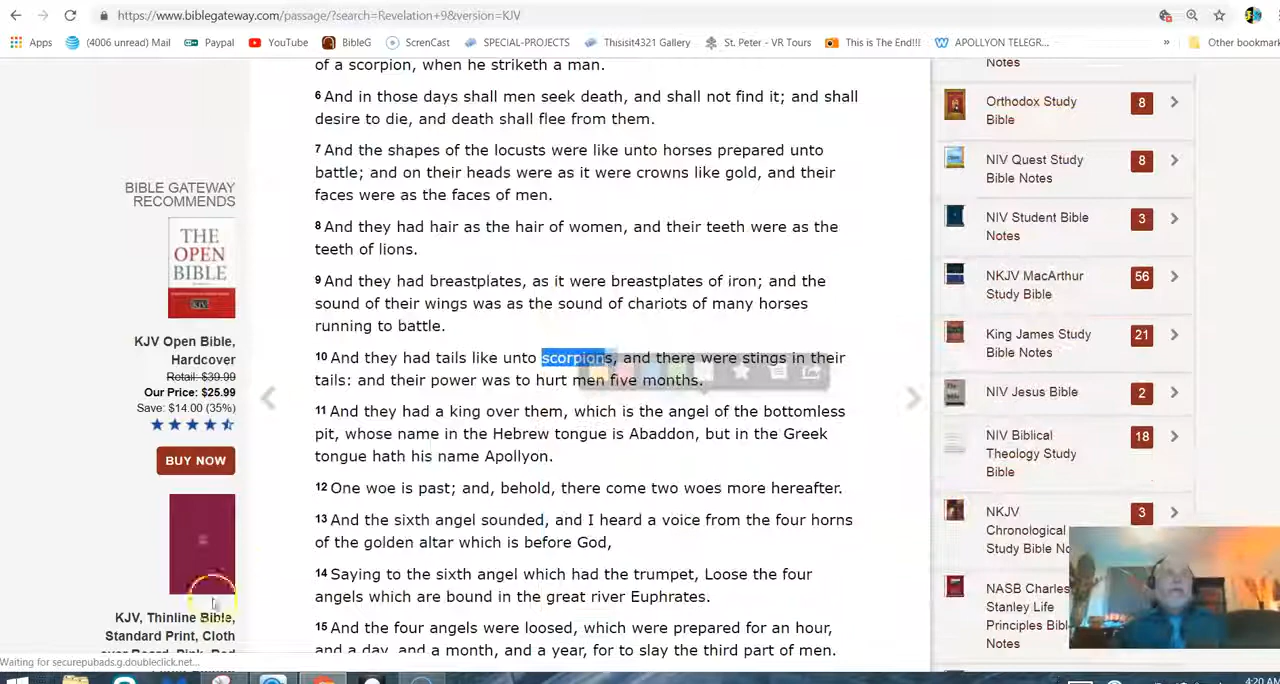 https://www.biblegateway.com/passage/?search=Revelation+9&version=KJV
Apps (4006 unread) Mail Paypal YouTube BibleG ScrenCast SPECIAL-PROJECTS Thisisit4321 Gallery St. Peter - VR Tours This is The End!!! APOLLYON TELEGR... » Other bookmark
of a scorpion, when he striketh a man.
6 And in those days shall men seek death, and shall not find it; and shall
desire to die, and death shall flee from them.
7 And the shapes of the locusts were like unto horses prepared unto
battle; and on their heads were as it were crowns like gold, and their
faces were as the faces of men.
8 And they had hair as the hair of women, and their teeth were as the
teeth of lions.
9 And they had breastplates, as it were breastplates of iron; and the
sound of their wings was as the sound of chariots of many horses
running to battle.
10 And they had tails like unto scorpions, and there were stings in their
tails: and their power was to hurt men five months.
11 And they had a king over them, which is the angel of the bottomless
pit, whose name in the Hebrew tongue is Abaddon, but in the Greek
tongue hath his name Apollyon.
12 One woe is past; and, behold, there come two woes more hereafter.
13 And the sixth angel sounded, and I heard a voice from the four horns
of the golden altar which is before God,
14 Saying to the sixth angel which had the trumpet, Loose the four
angels which are bound in the great river Euphrates.
15 And the four angels were loosed, which were prepared for an hour,
and a day, and a month, and a year, for to slay the third part of men.
BIBLE GATEWAY
RECOMMENDS
THE
OPEN
BIBLE
KJV
KJV Open Bible,
Hardcover
Retail: $39.99
Our Price: $25.99
Save: $14.00 (35%)
BUY NOW
KJV, Thinline Bible,
Standard Print, Cloth
over Board, Pink, Red
Waiting for securepubads.g.doubleclick.net...
Notes
Orthodox Study 8
Bible
NIV Quest Study 8
Bible Notes
NIV Student Bible 3
Notes
NKJV MacArthur 56
Study Bible
King James Study 21
Bible Notes
NIV Jesus Bible 2
NIV Biblical 18
Theology Study
Bible
NKJV 3
Chronological
Study Bible No
NASB Charles
Stanley Life
Principles Bibl
Notes
4:20 AM